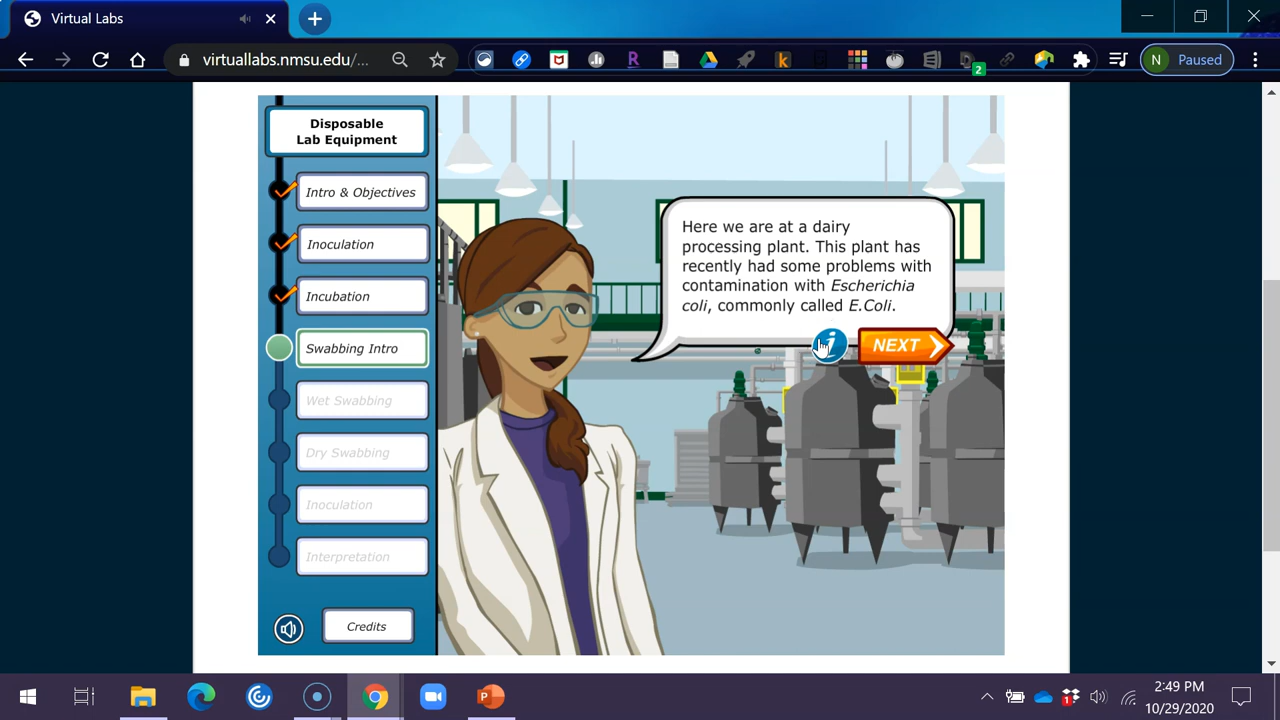 Virtual Labs
virtuallabs.nmsu.edu/...
2
N Paused
Disposable
Lab Equipment
Intro & Objectives
Inoculation
Incubation
Swabbing Intro
Wet Swabbing
Dry Swabbing
Inoculation
Interpretation
Credits
Here we are at a dairy
processing plant. This plant has
recently had some problems with
contamination with Escherichia
coli, commonly called E.Coli.
i
NEXT
2:49 PM
10/29/2020
1